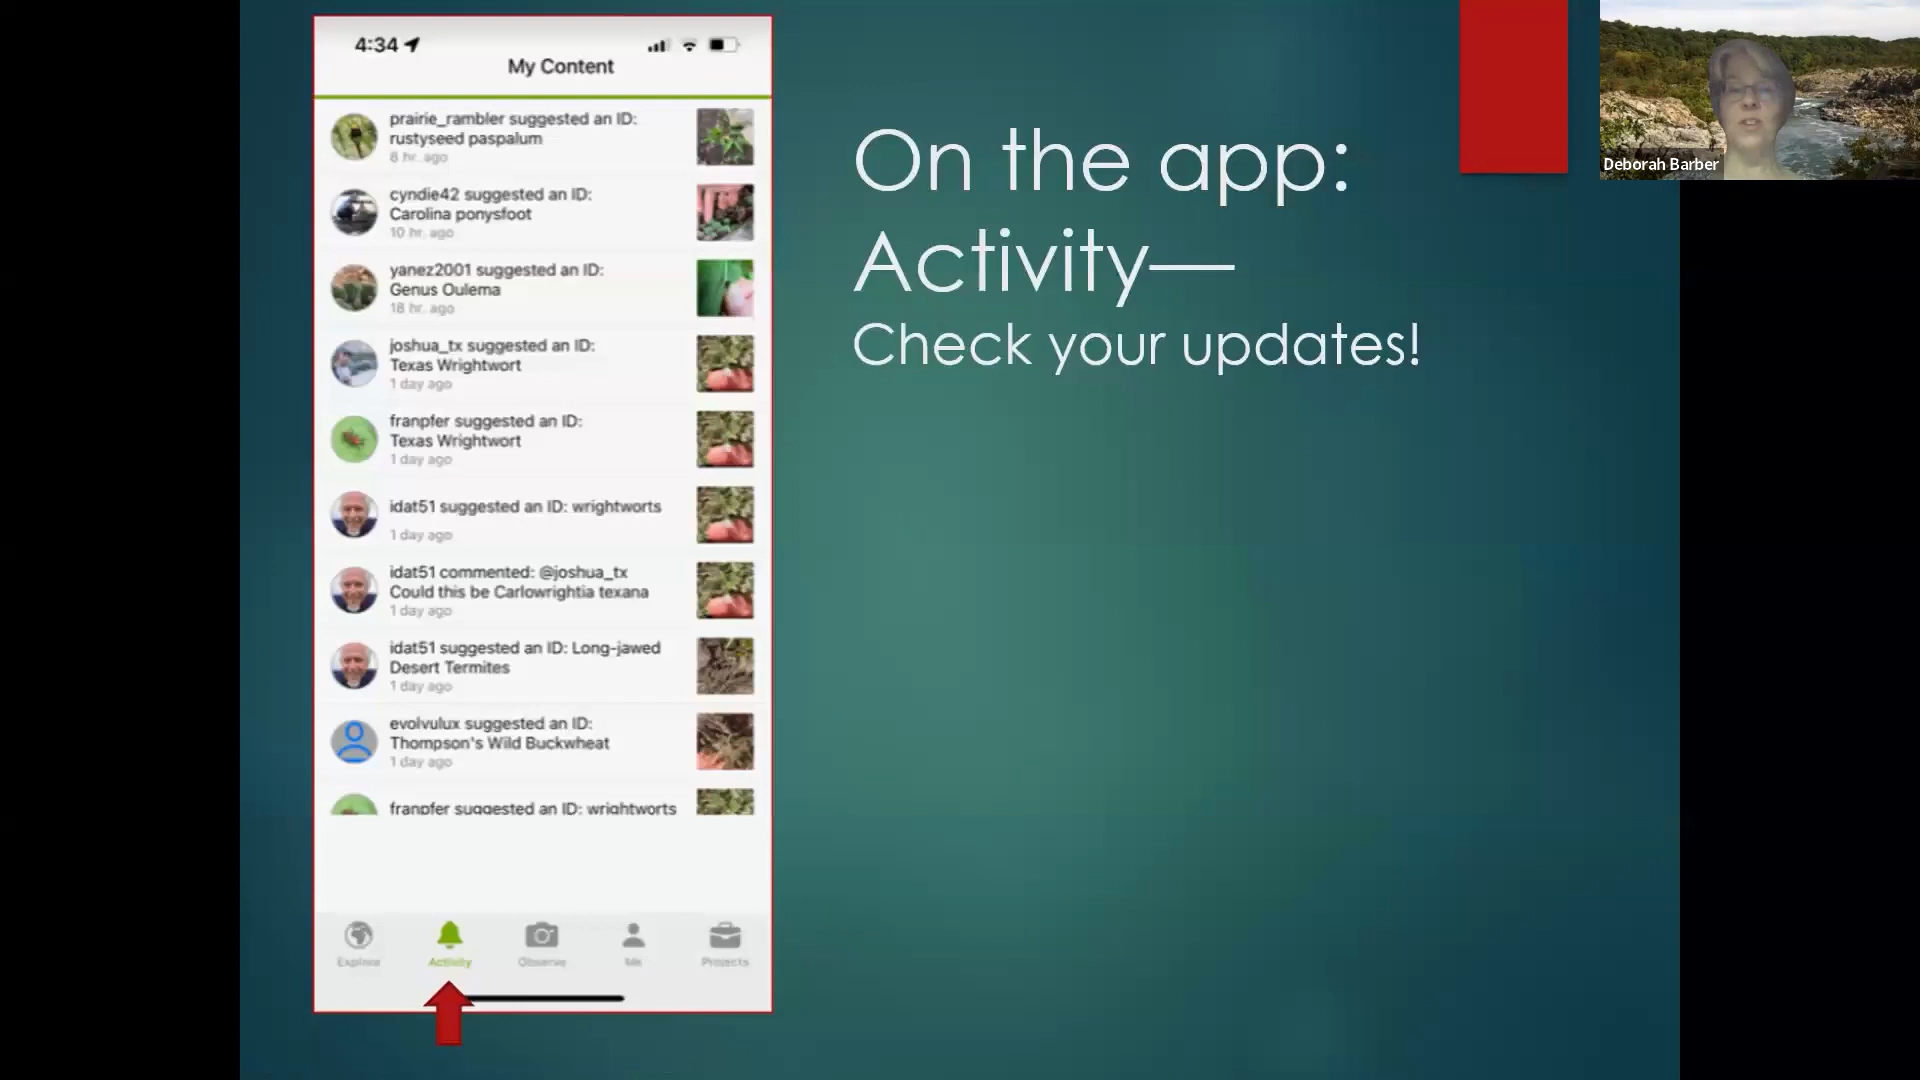 4:34
My Content
prairie_rambler suggested an ID:
rustyseed paspalum
8 hr. ago
cyndie42 suggested an ID:
Carolina ponysfoot
10 hr. ago
yanez2001 suggested an ID:
Genus Oulema
18 hr. ago
joshua_tx suggested an ID:
Texas Wrightwort
1 day ago
franpfer suggested an ID:
Texas Wrightwort
1 day ago
idat51 suggested an ID: wrightworts
1 day ago
idat51 commented: @joshua_tx
Could this be Carlowrightia texana
1 day ago
idat51 suggested an ID: Long-jawed
Desert Termites
1 day ago
evolvulux suggested an ID:
Thompson's Wild Buckwheat
1 day ago
franpfer suggested an ID: wrightworts
Explore
Activity
Observe
Me
Projects
On the app:
Activity—
Check your updates!
Deborah Barber